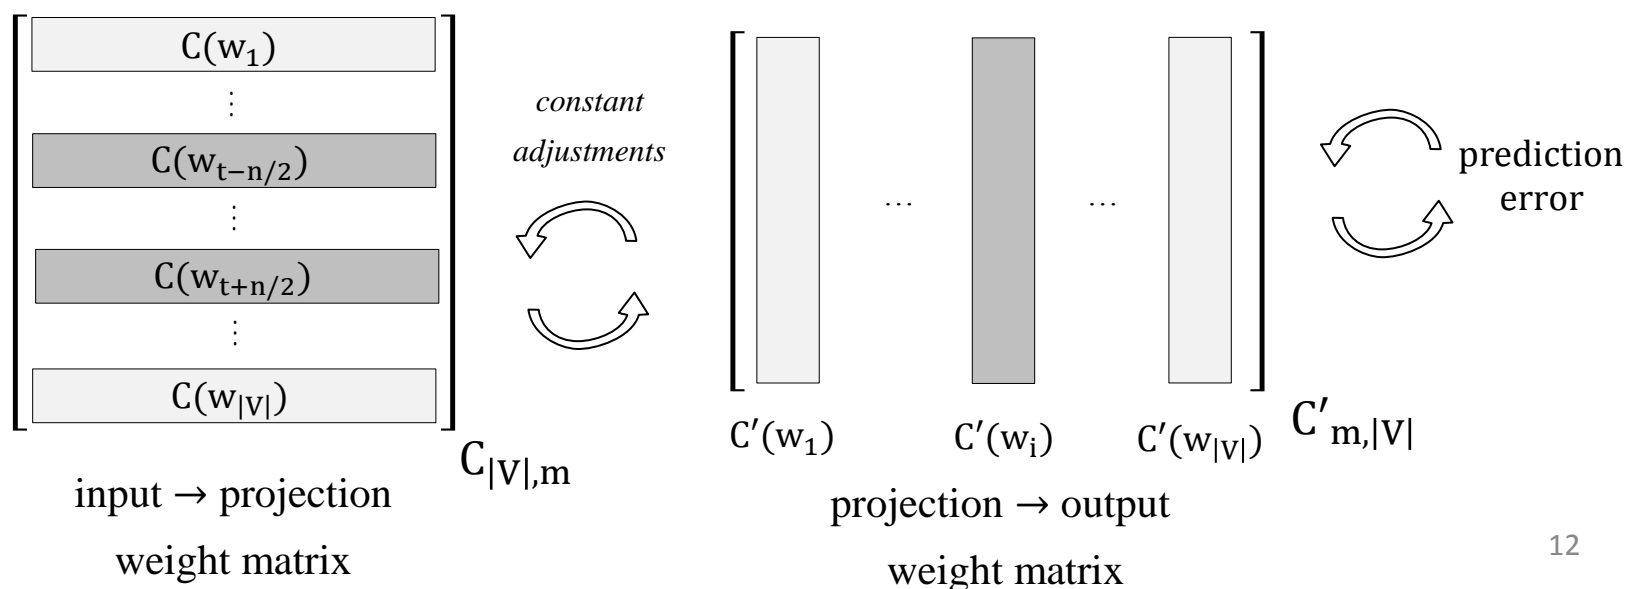 C(w₁)
⋮
C(wₜ₋ₙ/₂)
⋮
C(wₜ₊ₙ/₂)
⋮
C(w|V|)
C|V|,m
input → projection
weight matrix
constant
adjustments
… …
C′(w₁) C′(wᵢ) C′(w|V|)
C′m,|V|
projection → output
weight matrix
prediction
error
12